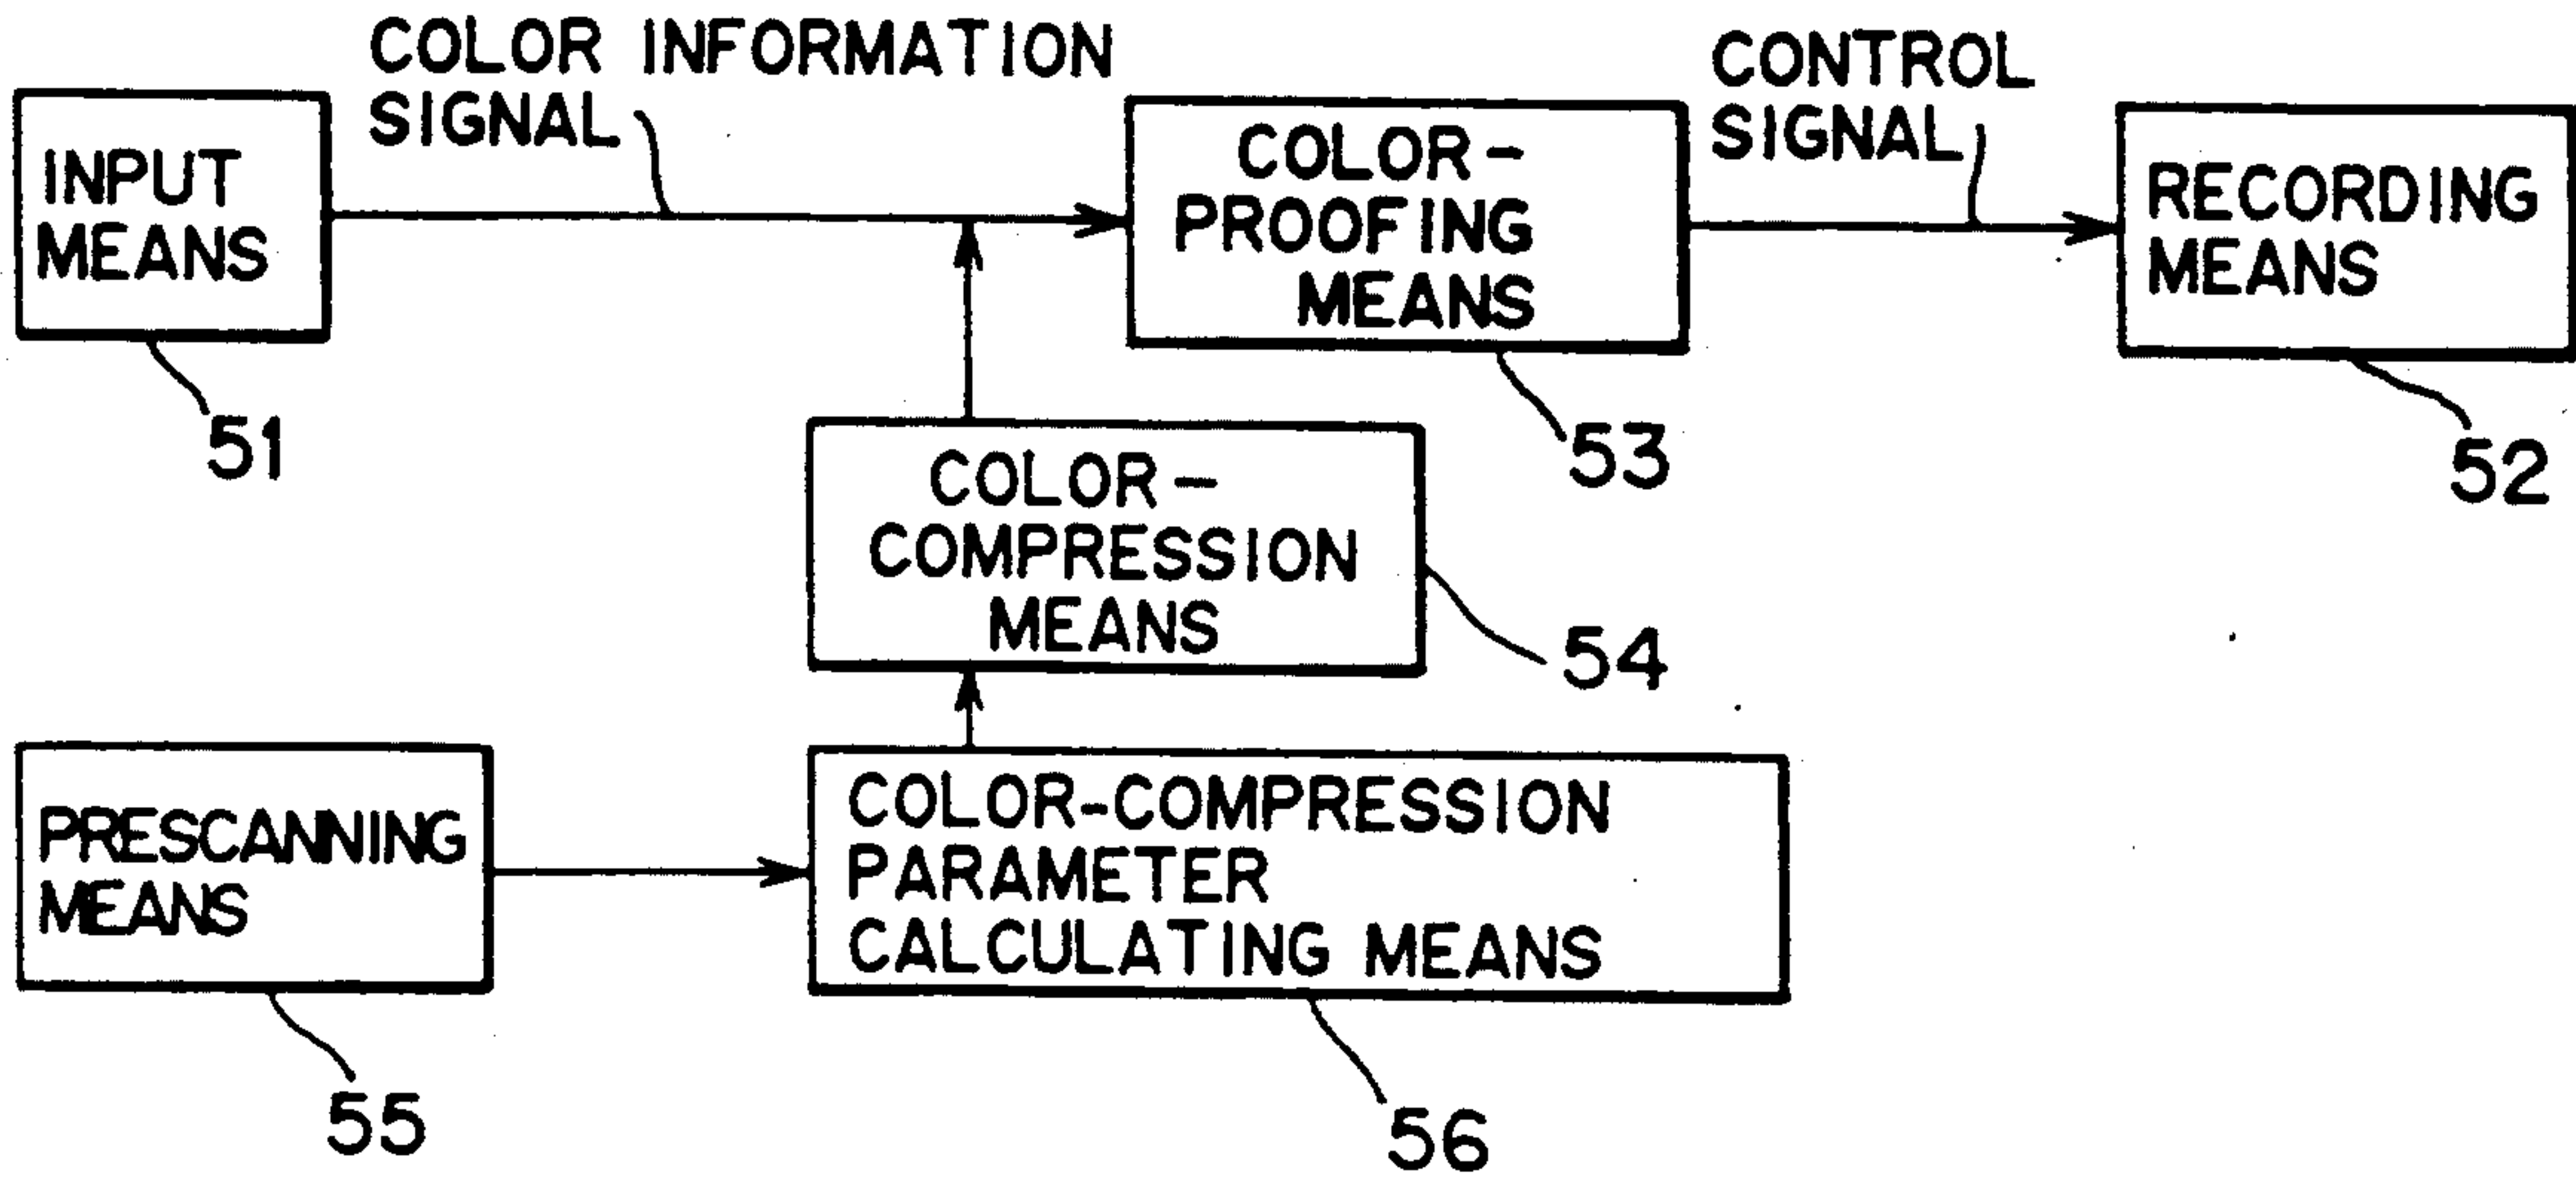 COLOR INFORMATION
SIGNAL
CONTROL
SIGNAL
INPUT
MEANS
COLOR-
PROOFING
MEANS
RECORDING
MEANS
51
53
52
COLOR-
COMPRESSION
MEANS
54
PRESCANNING
MEANS
COLOR-COMPRESSION
PARAMETER
CALCULATING MEANS
55
56